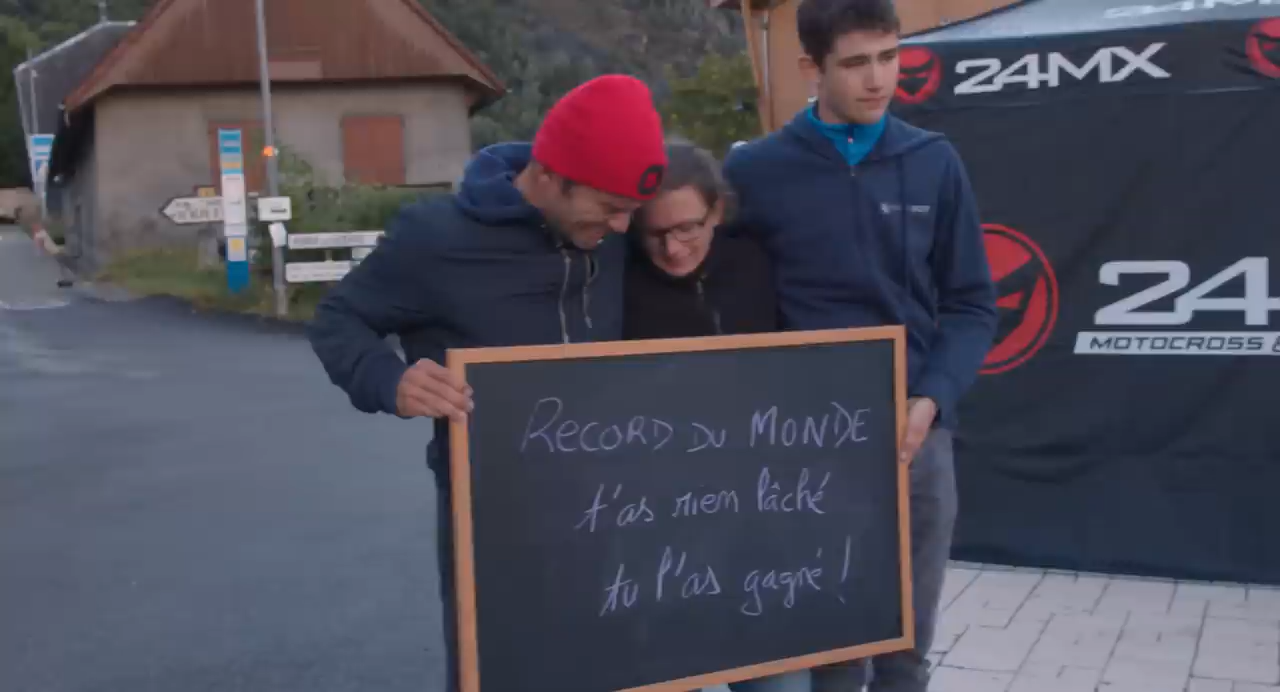 24MX
24
MOTOCROSS &
RECORD DU MONDE
t'as rien lâché
tu l'as gagné !